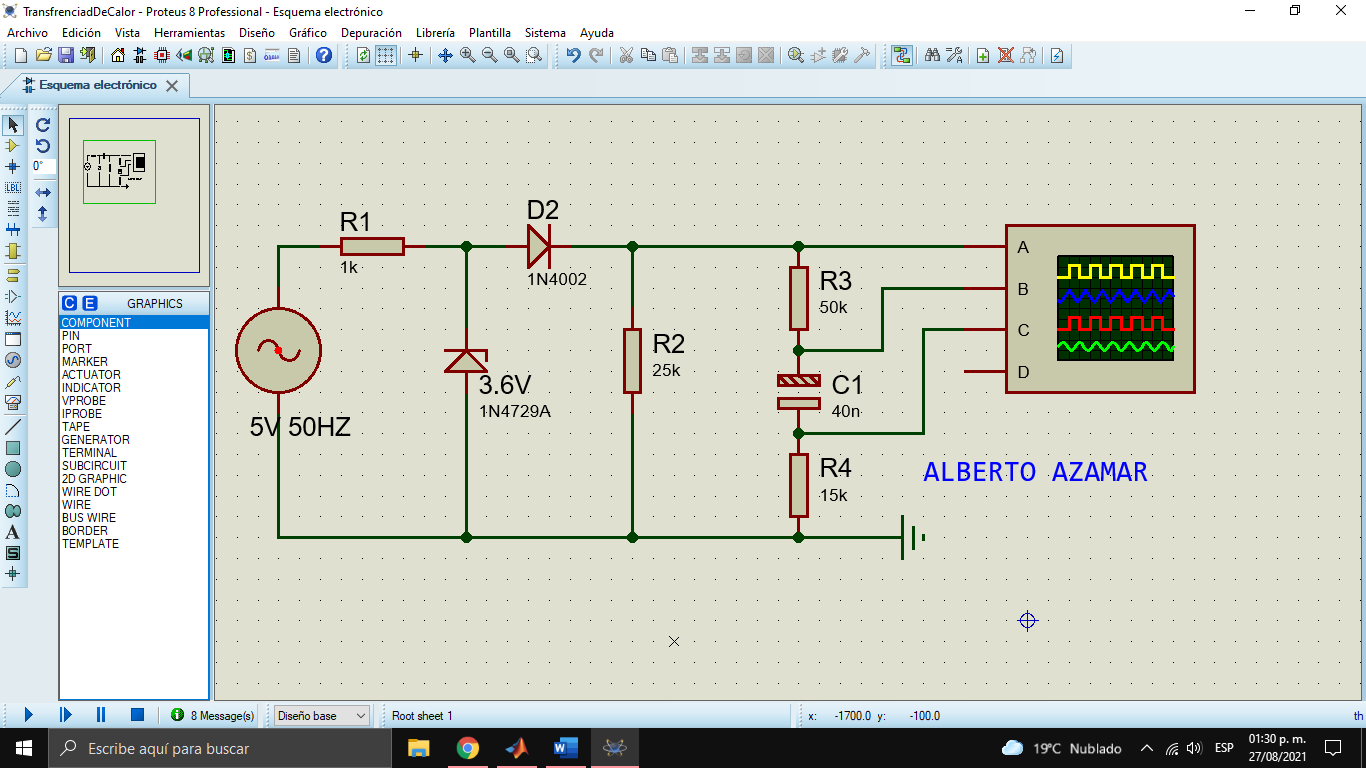 TransfrenciadDeCalor - Proteus 8 Professional - Esquema electrónico
Archivo Edición Vista Herramientas Diseño Gráfico Depuración Librería Plantilla Sistema Ayuda
Esquema electrónico
0°
LBL
A
S
C E GRAPHICS
COMPONENT
PIN
PORT
MARKER
ACTUATOR
INDICATOR
VPROBE
IPROBE
TAPE
GENERATOR
TERMINAL
SUBCIRCUIT
2D GRAPHIC
WIRE DOT
WIRE
BUS WIRE
BORDER
TEMPLATE
R1
1k
D2
1N4002
5V 50HZ
3.6V
1N4729A
R2
25k
R3
50k
C1
40n
R4
15k
A
B
C
D
ALBERTO AZAMAR
8 Message(s) Diseño base Root sheet 1 x: -1700.0 y: -100.0 th
Escribe aquí para buscar
19°C Nublado
ESP
01:30 p. m.
27/08/2021